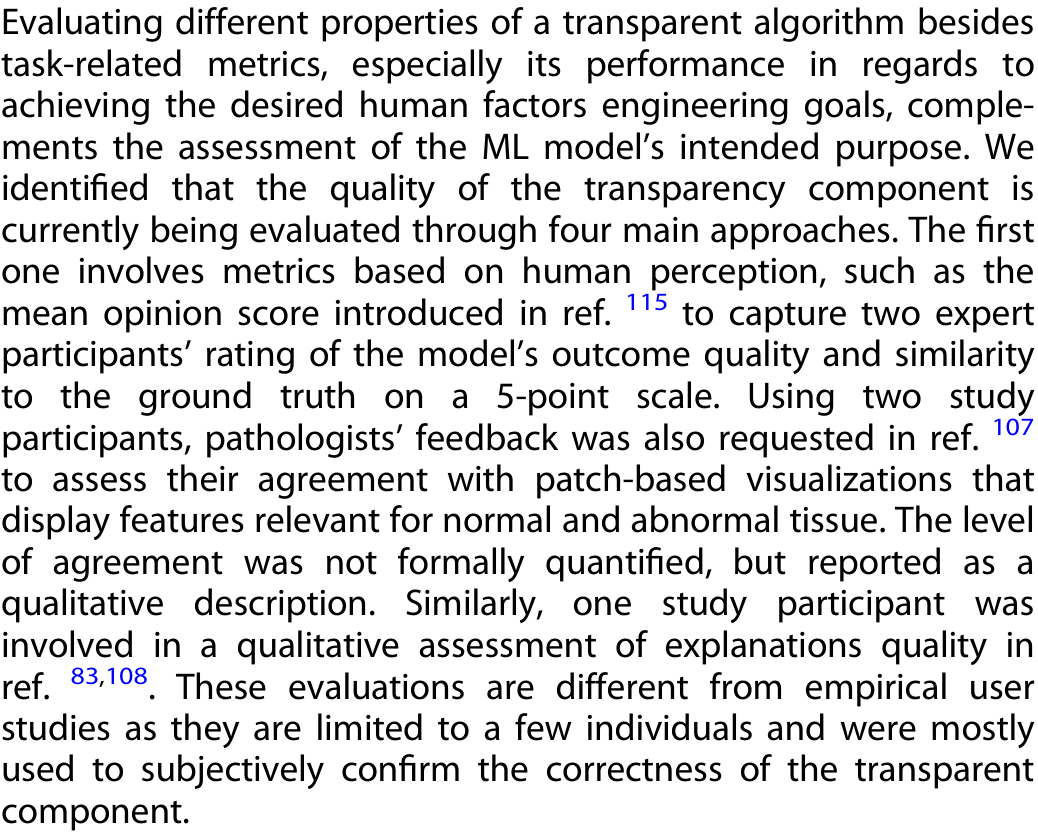 Evaluating different properties of a transparent algorithm besides
task-related metrics, especially its performance in regards to
achieving the desired human factors engineering goals, comple-
ments the assessment of the ML model’s intended purpose. We
identified that the quality of the transparency component is
currently being evaluated through four main approaches. The first
one involves metrics based on human perception, such as the
mean opinion score introduced in ref. 115 to capture two expert
participants’ rating of the model’s outcome quality and similarity
to the ground truth on a 5-point scale. Using two study
participants, pathologists’ feedback was also requested in ref. 107
to assess their agreement with patch-based visualizations that
display features relevant for normal and abnormal tissue. The level
of agreement was not formally quantified, but reported as a
qualitative description. Similarly, one study participant was
involved in a qualitative assessment of explanations quality in
ref. 83,108. These evaluations are different from empirical user
studies as they are limited to a few individuals and were mostly
used to subjectively confirm the correctness of the transparent
component.